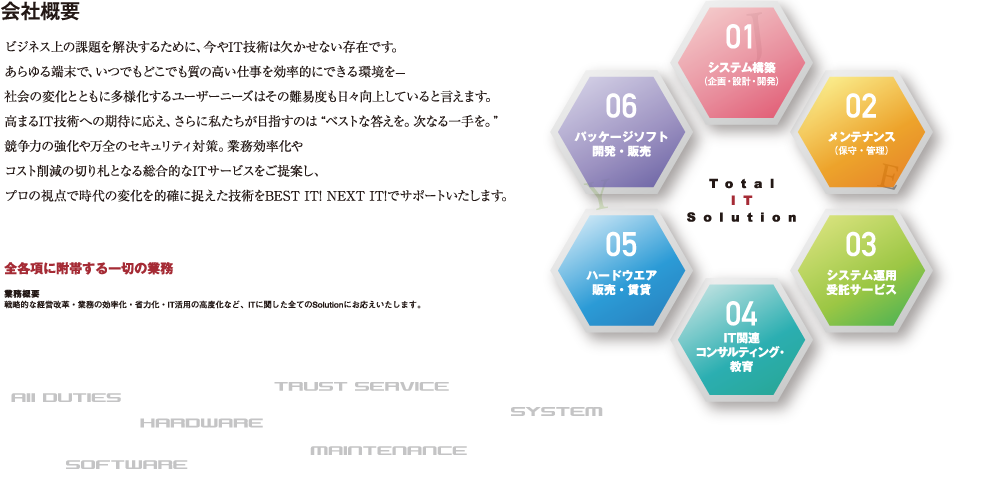 会社概要
ビジネス上の課題を解決するために、今やIT技術は欠かせない存在です。
あらゆる端末で、いつでもどこでも質の高い仕事を効率的にできる環境を—
社会の変化とともに多様化するユーザーニーズはその難易度も日々向上していると言えます。
高まるIT技術への期待に応え、さらに私たちが目指すのは“ベストな答えを。次なる一手を。”
競争力の強化や万全のセキュリティ対策。業務効率化や
コスト削減の切り札となる総合的なITサービスをご提案し、
プロの視点で時代の変化を的確に捉えた技術をBEST IT! NEXT IT!でサポートいたします。
全各項に附帯する一切の業務
業務概要
戦略的な経営改革・業務の効率化・省力化・IT活用の高度化など、ITに関した全てのSolutionにお応えいたします。
01
システム構築
(企画・設計・開発)
02
メンテナンス
(保守・管理)
03
システム運用
受託サービス
04
IT関連
コンサルティング・
教育
05
ハードウエア
販売・賃貸
06
パッケージソフト
開発・販売
Total
IT
Solution
J
E
Y
All DUTIES
TRUST SERVICE
HARDWARE
SYSTEM
MAINTENANCE
SOFTWARE